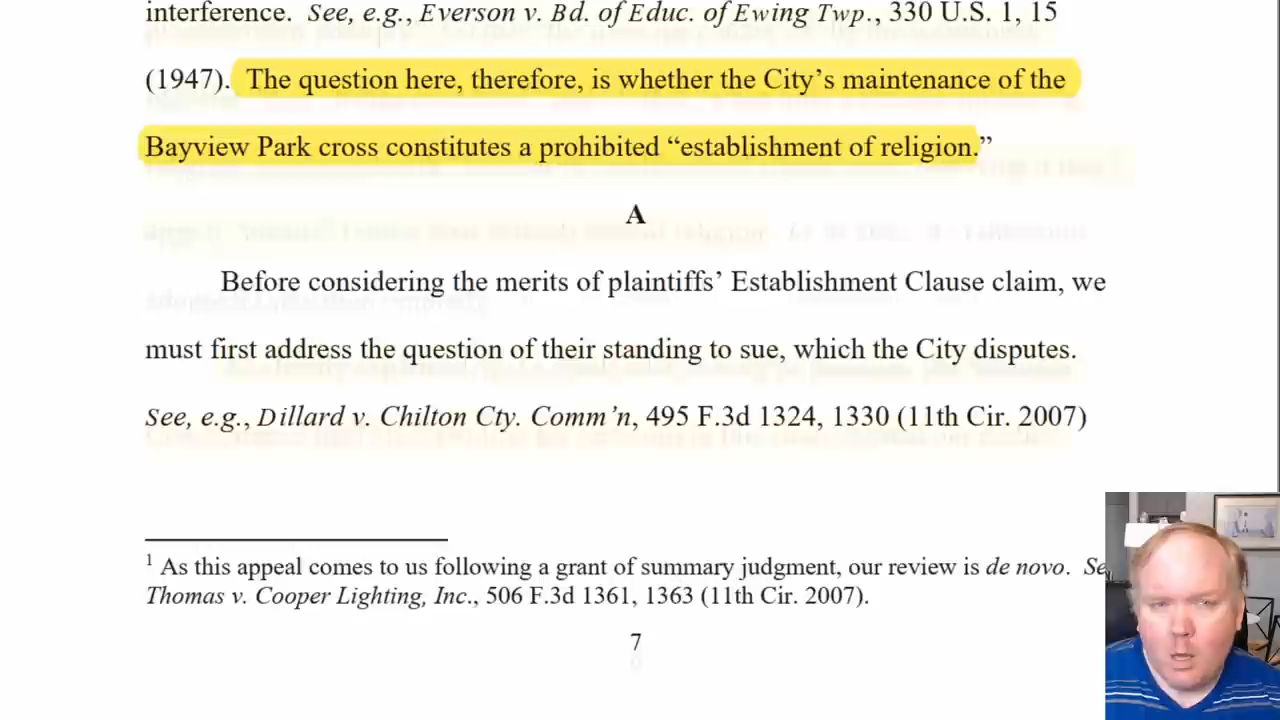 interference. See, e.g., Everson v. Bd. of Educ. of Ewing Twp., 330 U.S. 1, 15
(1947). The question here, therefore, is whether the City’s maintenance of the
Bayview Park cross constitutes a prohibited “establishment of religion.”
A
Before considering the merits of plaintiffs’ Establishment Clause claim, we
must first address the question of their standing to sue, which the City disputes.
See, e.g., Dillard v. Chilton Cty. Comm’n, 495 F.3d 1324, 1330 (11th Cir. 2007)
1 As this appeal comes to us following a grant of summary judgment, our review is de novo. Se
Thomas v. Cooper Lighting, Inc., 506 F.3d 1361, 1363 (11th Cir. 2007).
7